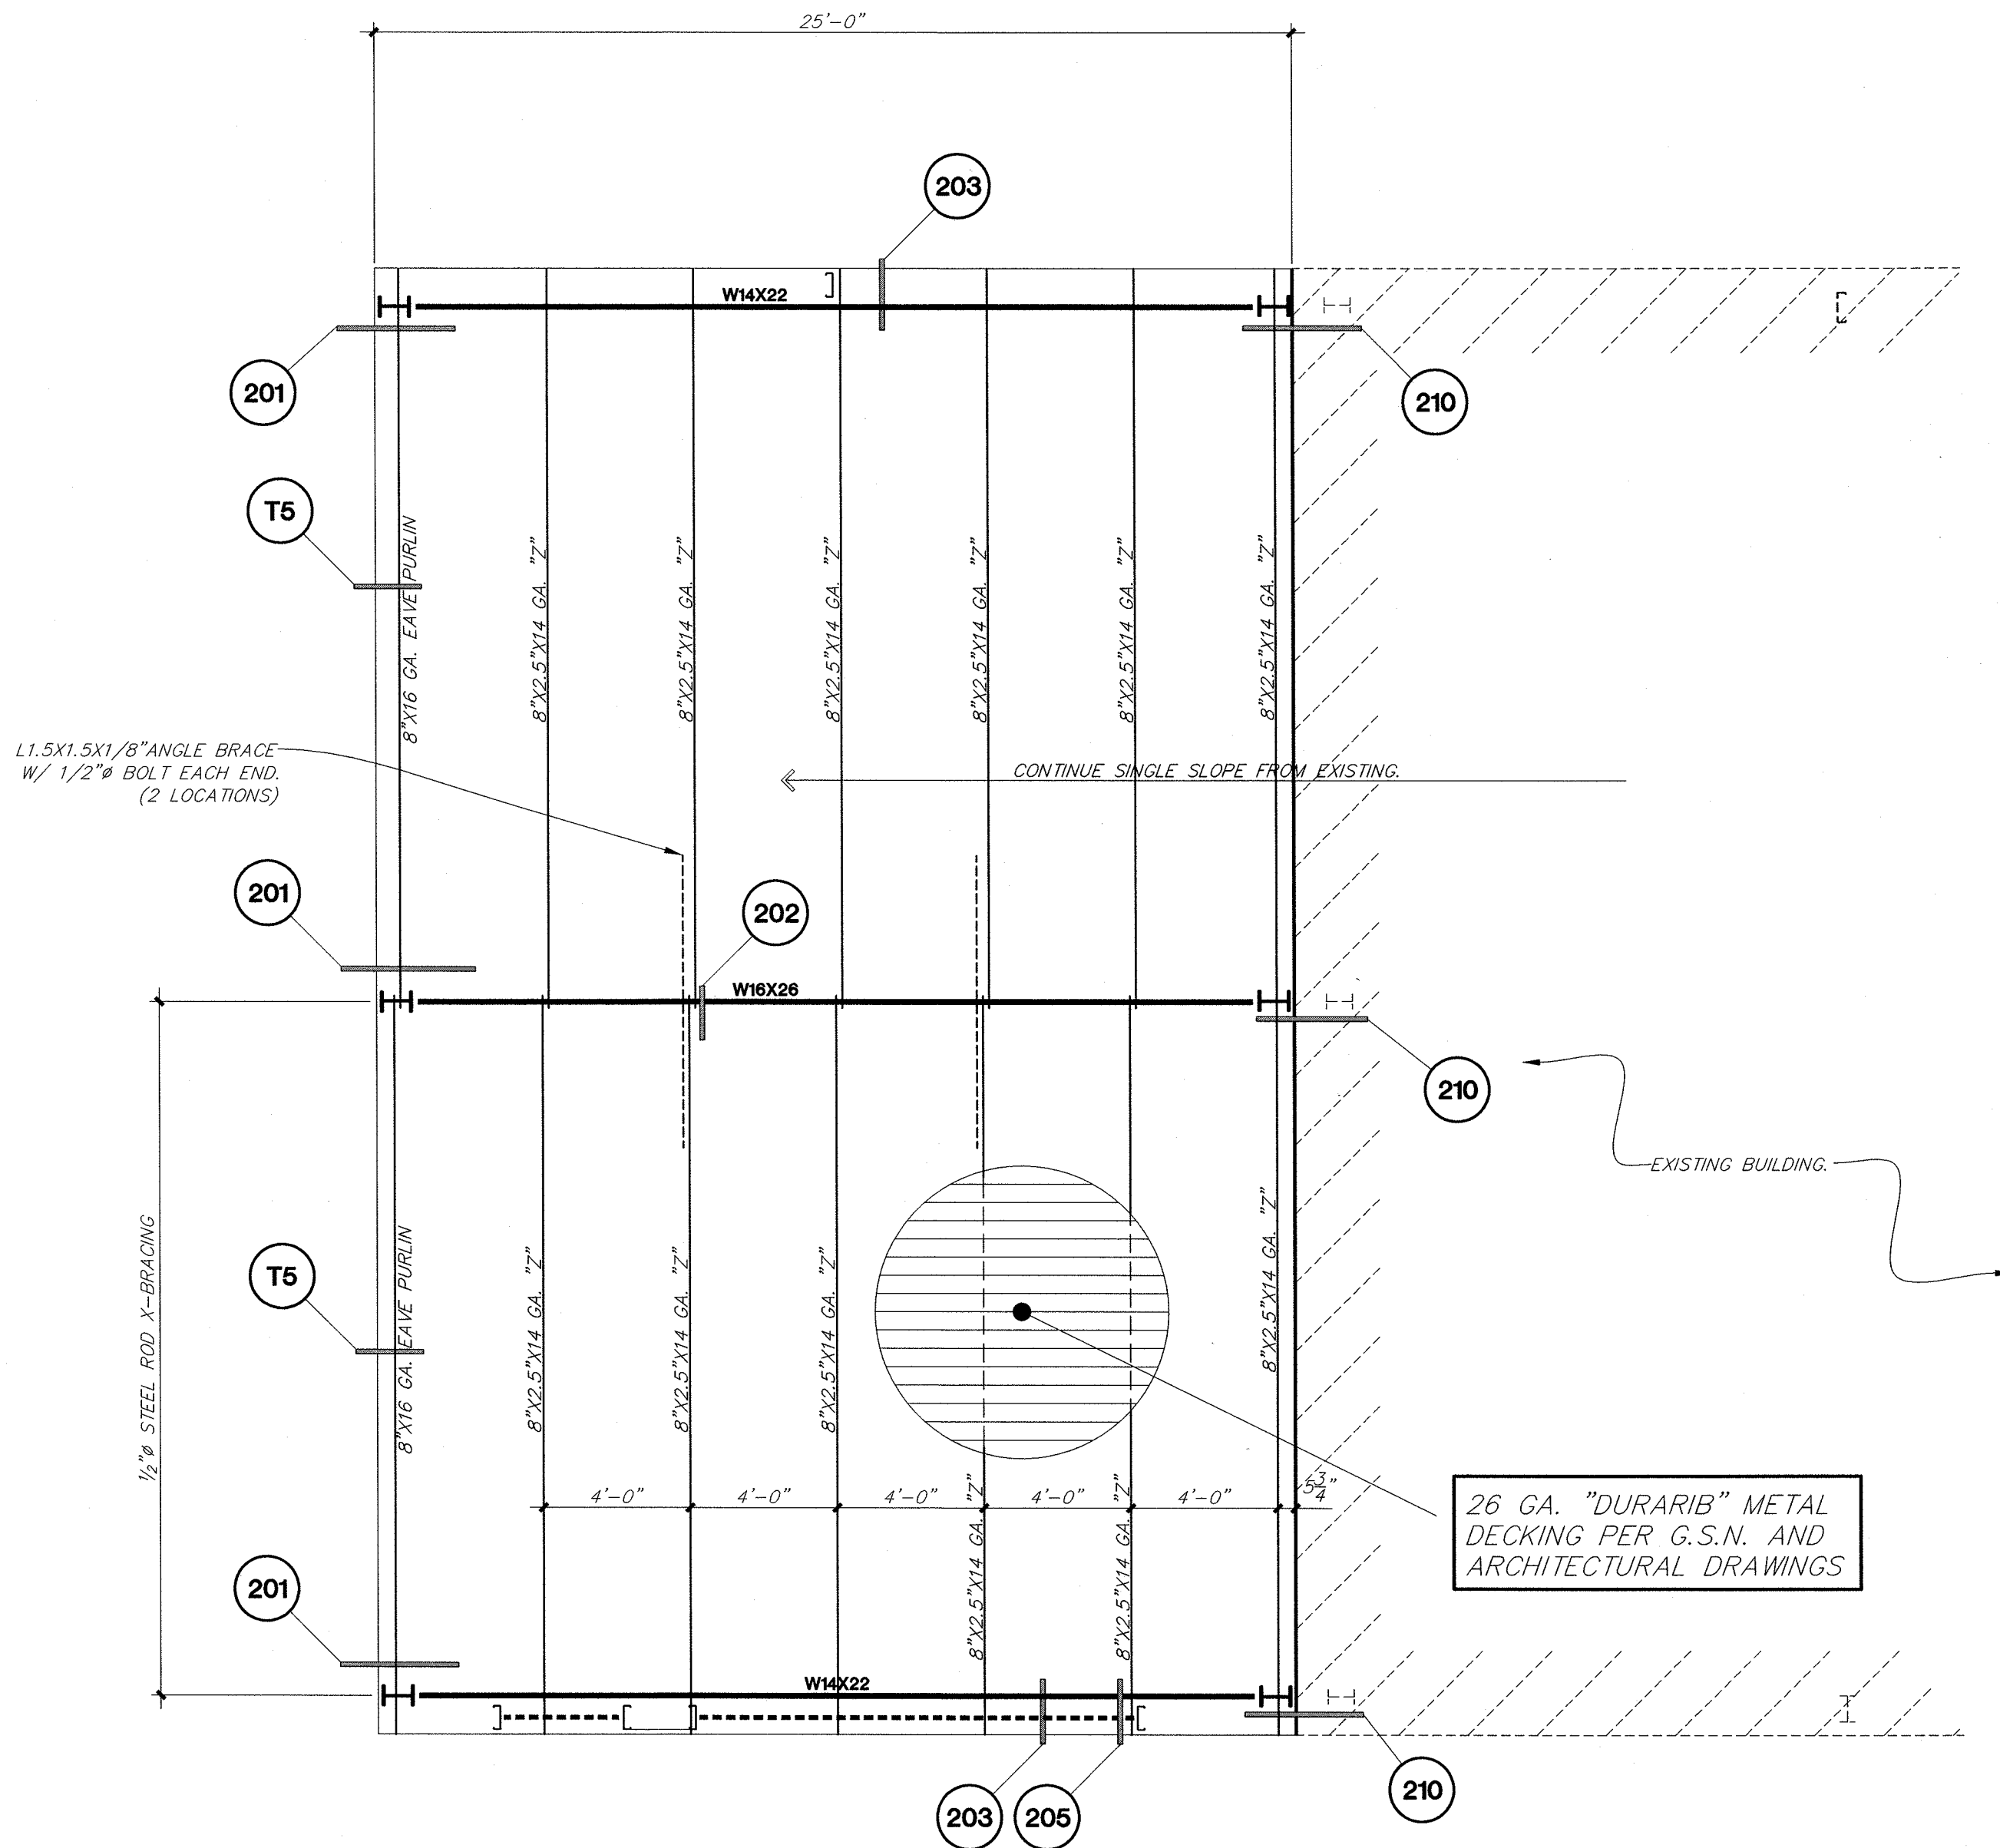 25'-0"
203
W14X22
201
210
T5
8"X16 GA. EAVE PURLIN
8"X2.5"X14 GA. "Z"
8"X2.5"X14 GA. "Z"
8"X2.5"X14 GA. "Z"
8"X2.5"X14 GA. "Z"
8"X2.5"X14 GA. "Z"
8"X2.5"X14 GA. "Z"
L1.5X1.5X1/8"ANGLE BRACE
W/ 1/2"ø BOLT EACH END.
(2 LOCATIONS)
CONTINUE SINGLE SLOPE FROM EXISTING.
201
202
W16X26
210
EXISTING BUILDING.
1/2"ø STEEL ROD X-BRACING
T5
8"X16 GA. EAVE PURLIN
8"X2.5"X14 GA. "Z"
8"X2.5"X14 GA. "Z"
8"X2.5"X14 GA. "Z"
8"X2.5"X14 GA. "Z"
8"X2.5"X14 GA. "Z"
8"X2.5"X14 GA. "Z"
4'-0"
4'-0"
4'-0"
4'-0"
4'-0"
5 3/4"
26 GA. "DURARIB" METAL
DECKING PER G.S.N. AND
ARCHITECTURAL DRAWINGS
201
W14X22
203
205
210